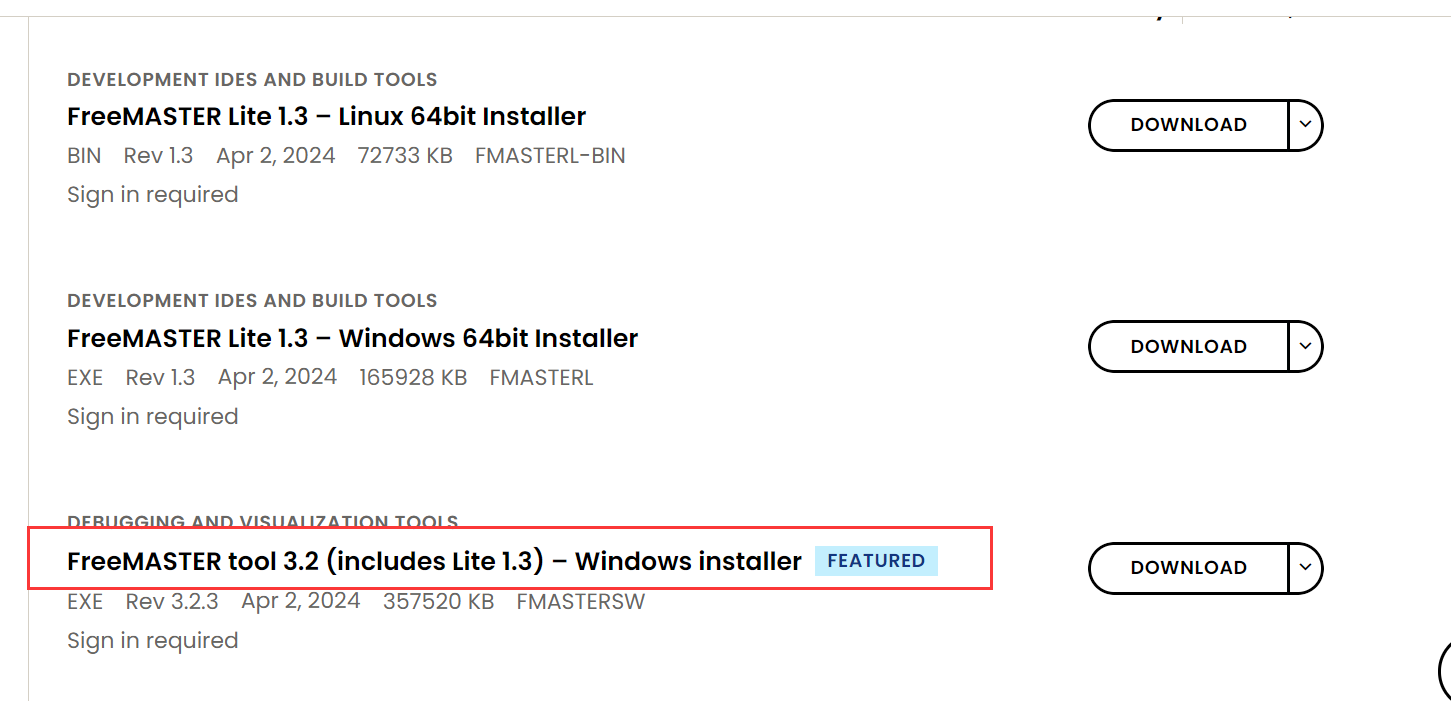 DEVELOPMENT IDES AND BUILD TOOLS
FreeMASTER Lite 1.3 – Linux 64bit Installer
BIN Rev 1.3 Apr 2, 2024 72733 KB FMASTERL-BIN
Sign in required
DOWNLOAD
DEVELOPMENT IDES AND BUILD TOOLS
FreeMASTER Lite 1.3 – Windows 64bit Installer
EXE Rev 1.3 Apr 2, 2024 165928 KB FMASTERL
Sign in required
DOWNLOAD
DEBUGGING AND VISUALIZATION TOOLS
FreeMASTER tool 3.2 (includes Lite 1.3) – Windows installer FEATURED
EXE Rev 3.2.3 Apr 2, 2024 357520 KB FMASTERSW
Sign in required
DOWNLOAD